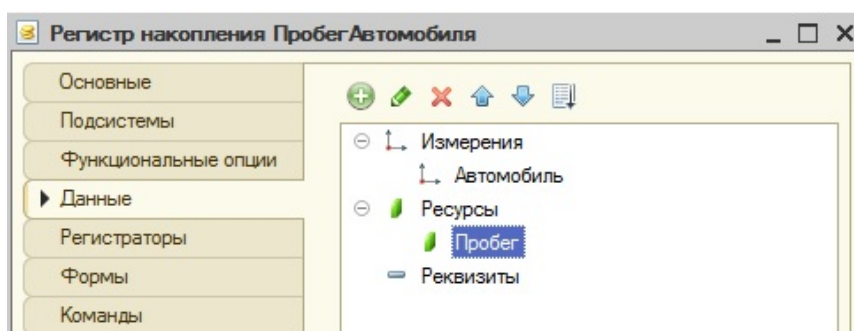 Регистр накопления ПробегАвтомобиля
Основные
Подсистемы
Функциональные опции
Данные
Регистраторы
Формы
Команды
Измерения
Автомобиль
Ресурсы
Пробег
Реквизиты